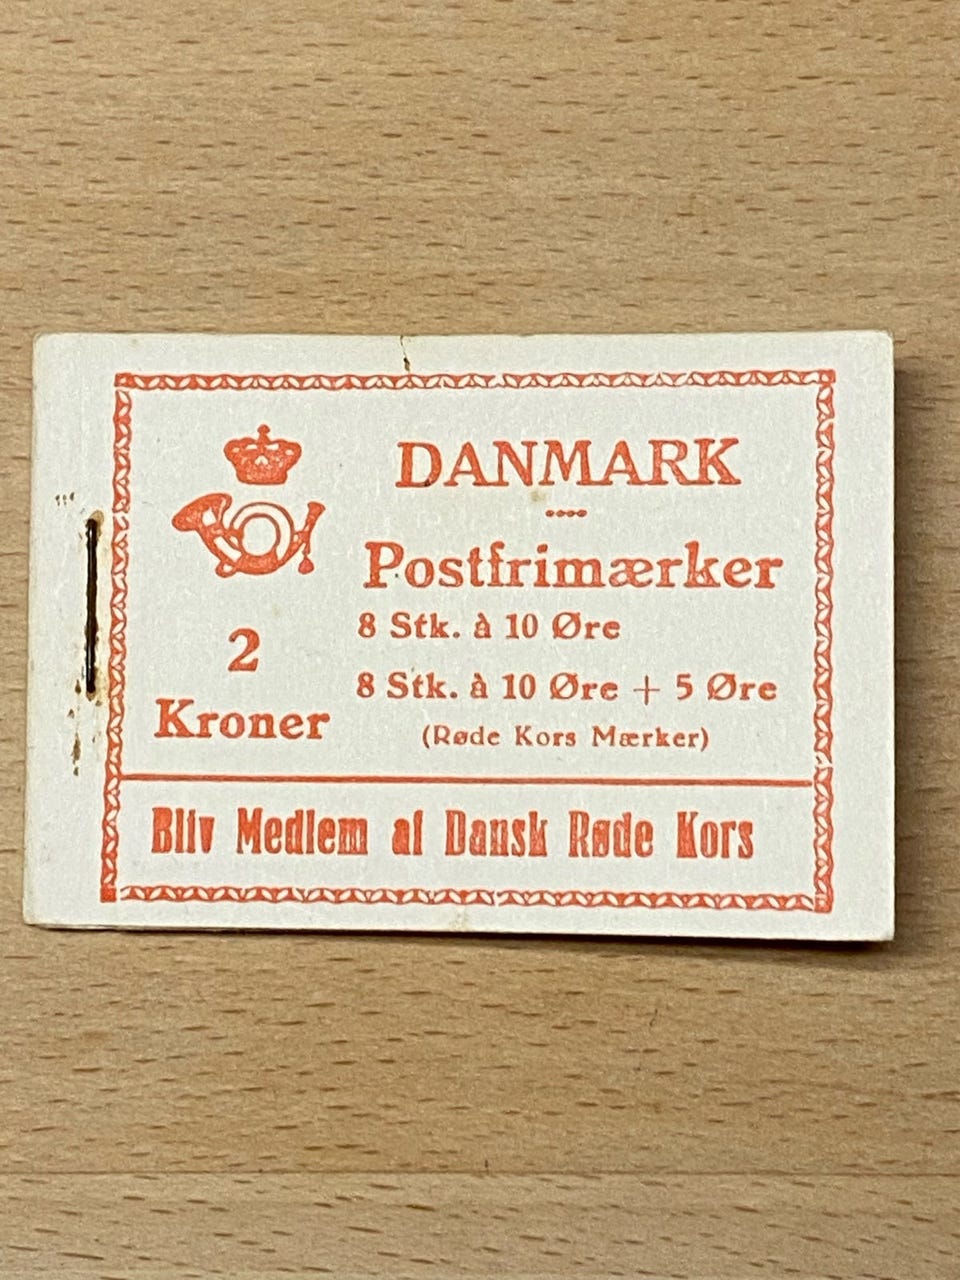 DANMARK
Postfrimærker
8 Stk. à 10 Øre
8 Stk. à 10 Øre + 5 Øre
(Røde Kors Mærker)
2
Kroner
Bliv Medlem af Dansk Røde Kors